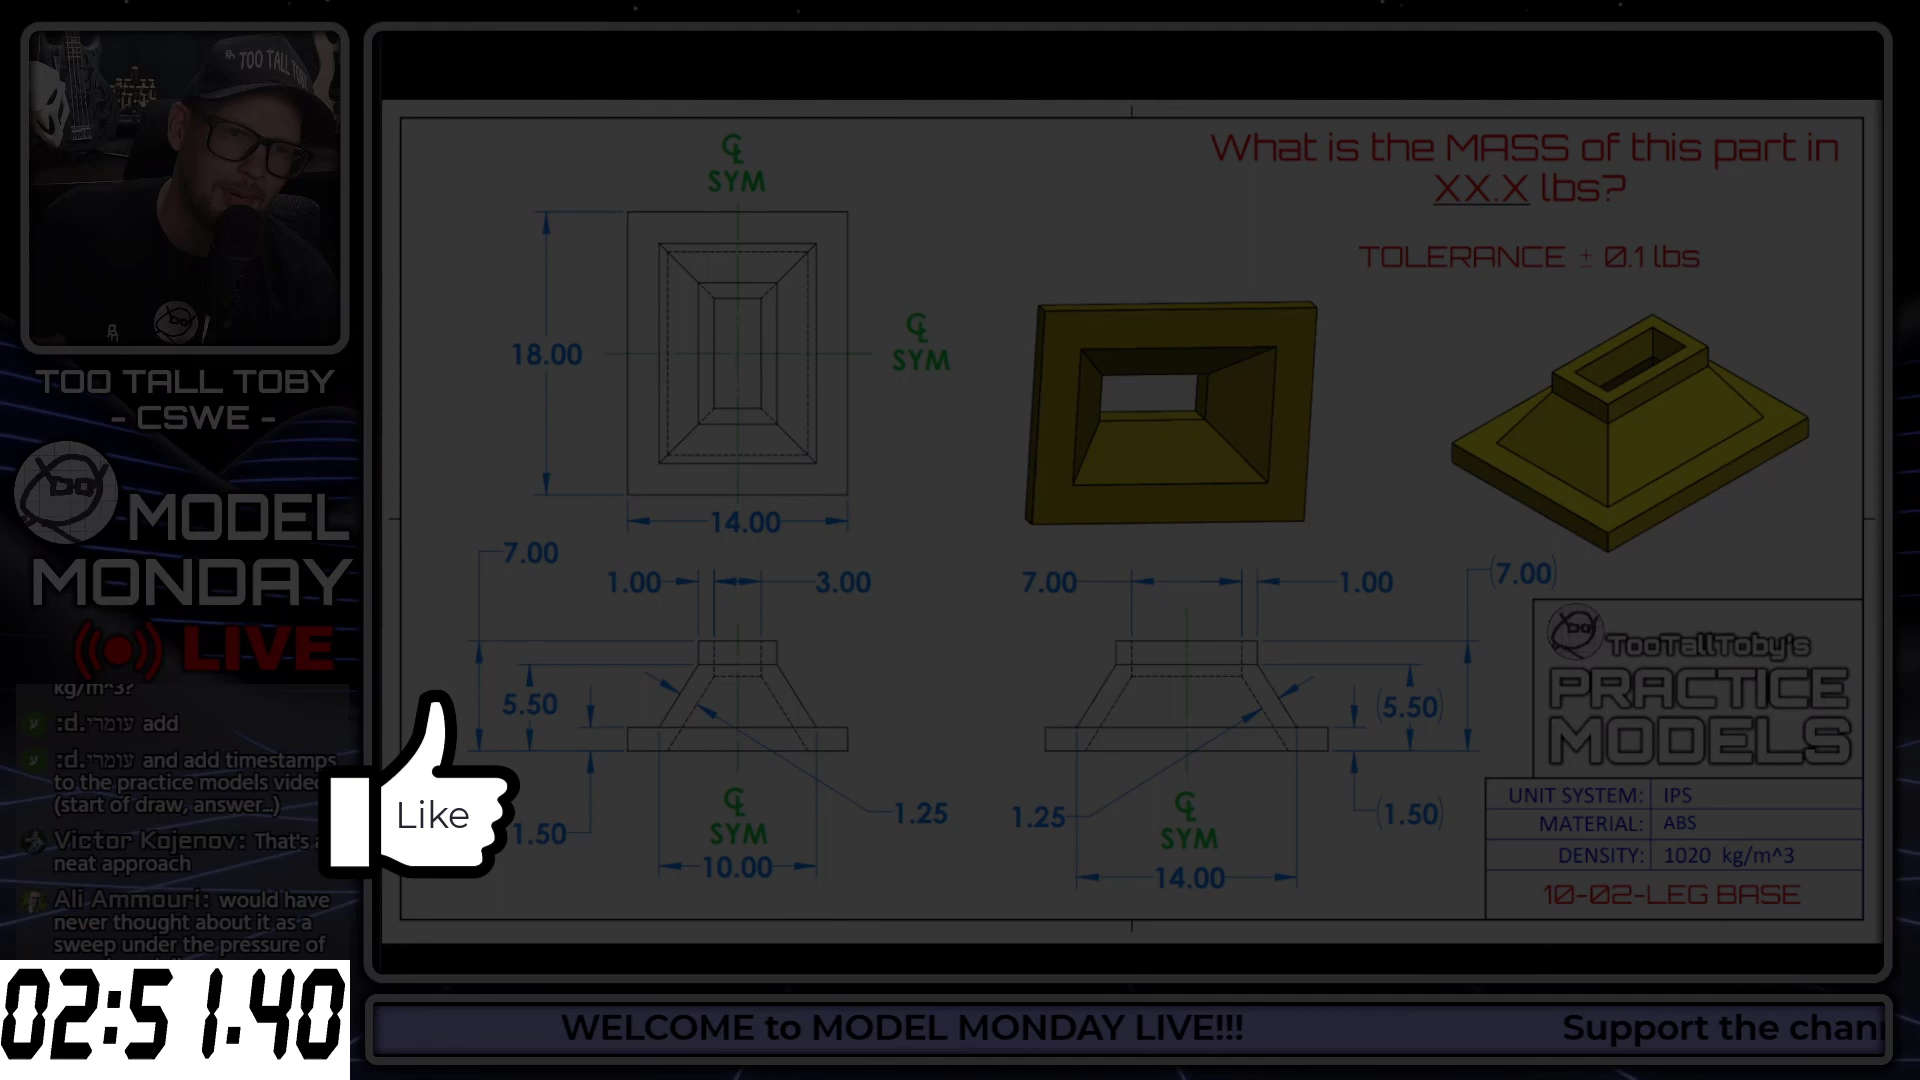 TOO TALL TOBY
TOO TALL TOBY
- CSWE -
MODEL
MONDAY
LIVE
kg/m^3?
:d.עומרי add
:d.עומרי and add timestamps
to the practice models video
(start of draw, answer...)
Victor Kojenov: That's a
neat approach
Ali Ammouri: would have
never thought about it as a
sweep under the pressure of
02:51.40
Like
What is the MASS of this part in
XX.X lbs?
TOLERANCE ± 0.1 lbs
SYM
18.00
SYM
14.00
7.00
1.00
3.00
7.00
1.00
(7.00)
5.50
(5.50)
1.50
1.25
1.25
(1.50)
SYM
10.00
SYM
14.00
TooTallToby's
PRACTICE
MODELS
UNIT SYSTEM: IPS
MATERIAL: ABS
DENSITY: 1020 kg/m^3
10-02-LEG BASE
WELCOME to MODEL MONDAY LIVE!!!
Support the chan